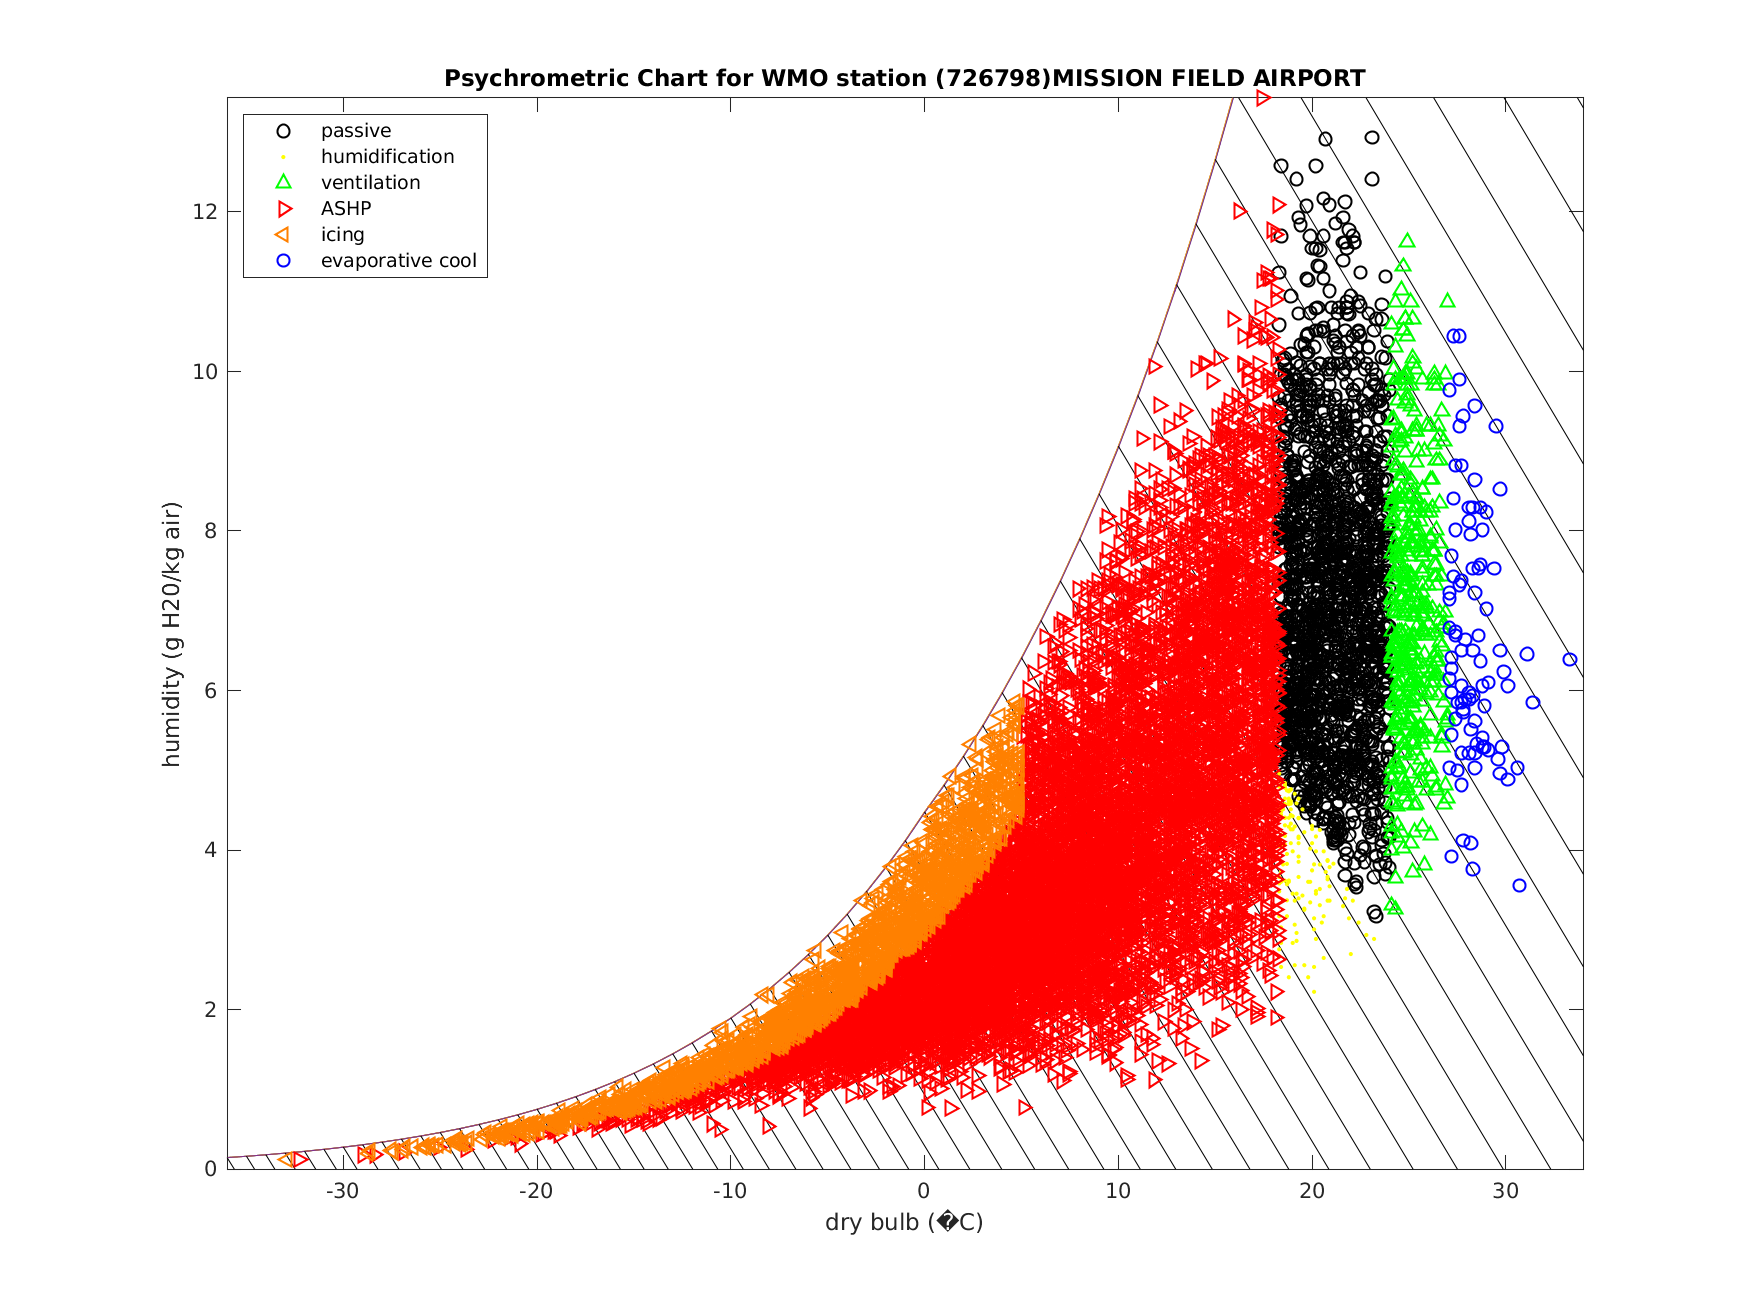 Psychrometric Chart for WMO station (726798)MISSION FIELD AIRPORT
passive
humidification
ventilation
ASHP
icing
evaporative cool
humidity (g H20/kg air)
12
10
8
6
4
2
0
-30
-20
-10
0
10
20
30
dry bulb (�C)